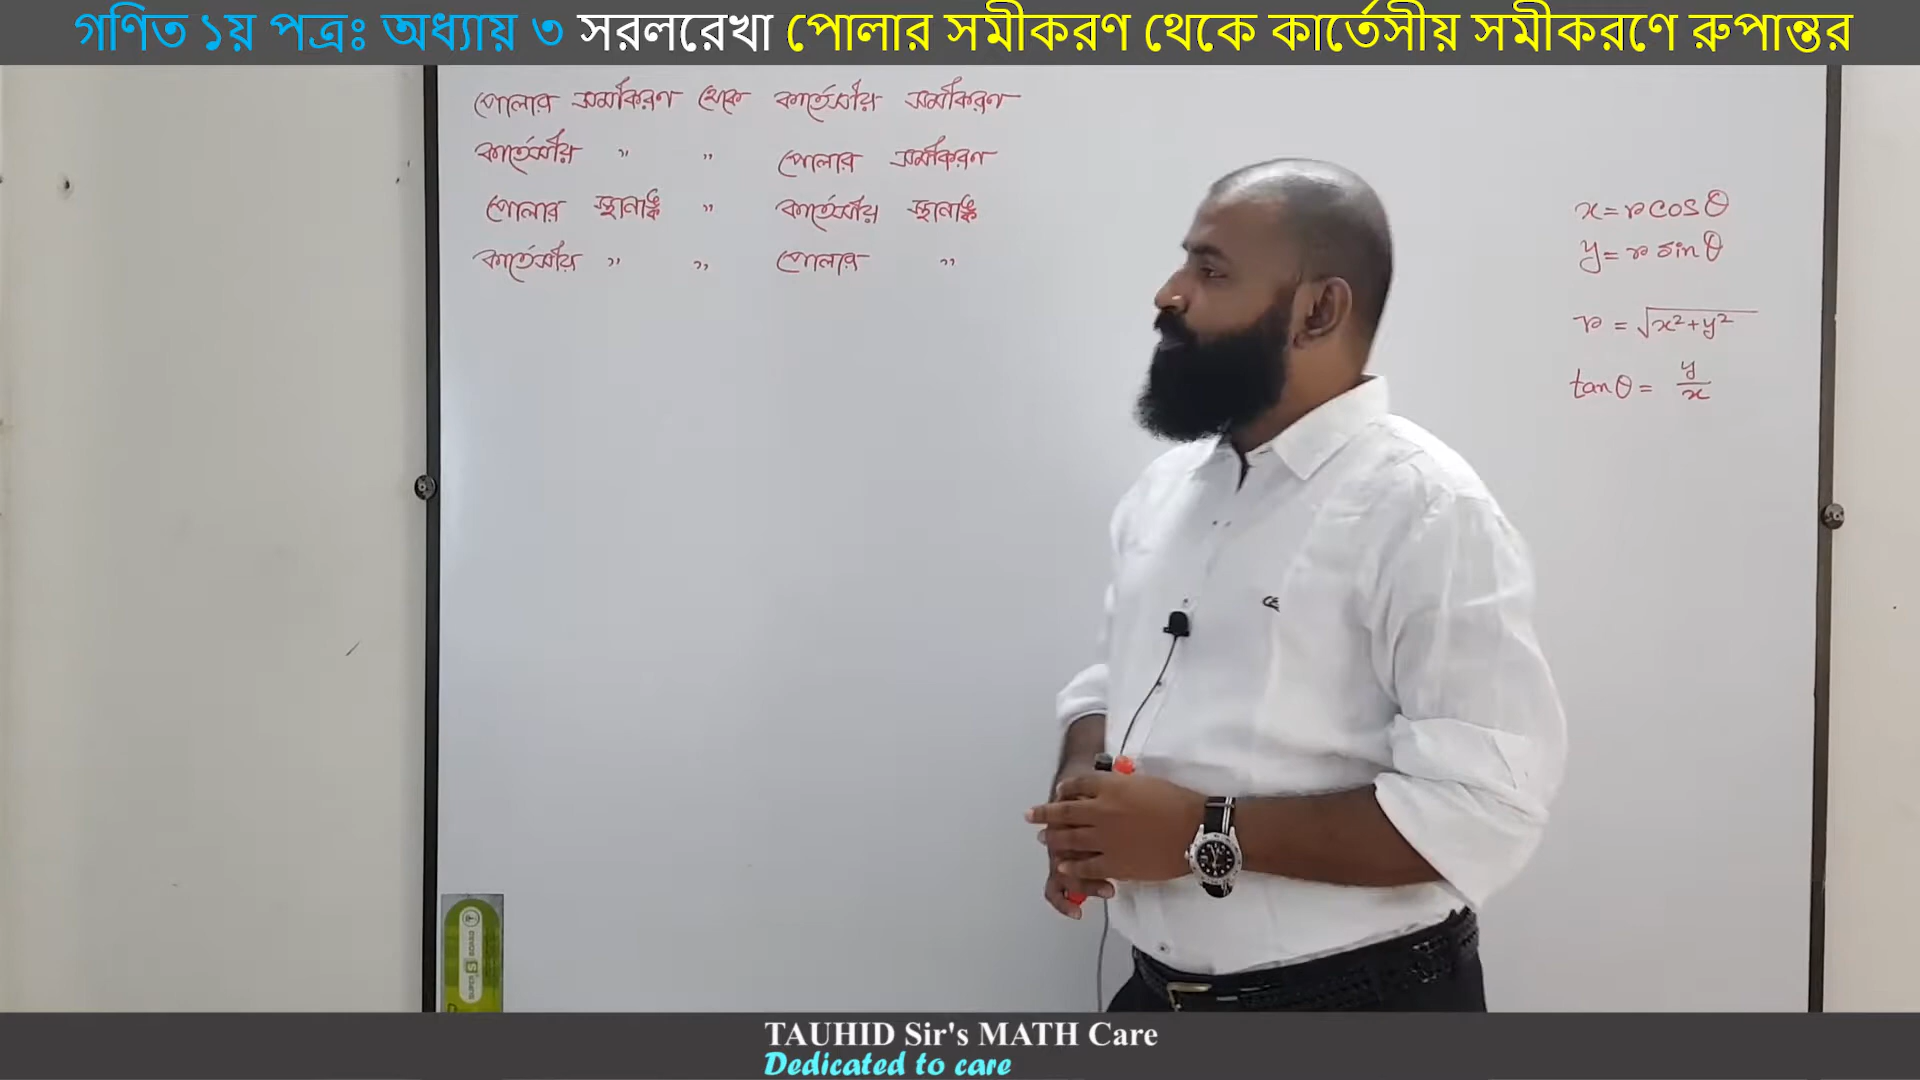 গণিত ১য় পত্রঃ অধ্যায় ৩ সরলরেখা পোলার সমীকরণ থেকে কার্তেসীয় সমীকরণে রুপান্তর
পোলার সমীকরণ থেকে কার্তেসীয় সমীকরণ
কার্তেসীয় " " পোলার সমীকরণ
পোলার স্থানাঙ্ক " কার্তেসীয় স্থানাঙ্ক
কার্তেসীয় " " পোলার "
x = r cos θ
y = r sin θ
r = √x²+y²
tan θ = y/x
TAUHID Sir's MATH Care
Dedicated to care